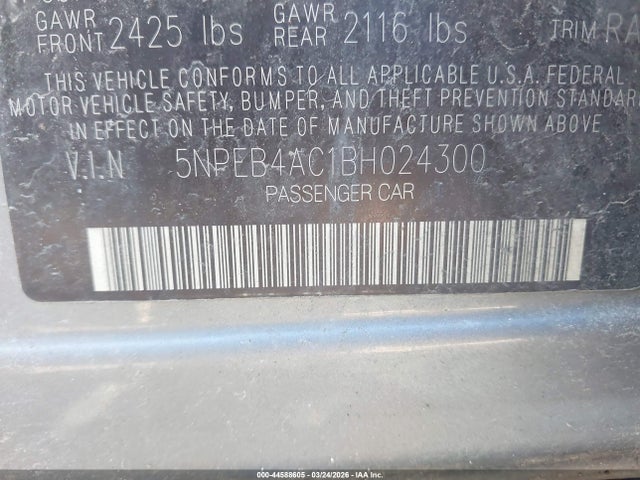 GAWR FRONT 2425 lbs GAWR REAR 2116 lbs TRIM RA
THIS VEHICLE CONFORMS TO ALL APPLICABLE U.S.A. FEDERAL
MOTOR VEHICLE SAFETY, BUMPER, AND THEFT PREVENTION STANDAR
IN EFFECT ON THE DATE OF MANUFACTURE SHOWN ABOVE
V.I.N 5NPEB4AC1BH024300
PASSENGER CAR
000-44588605 - 03/24/2026 - IAA Inc.